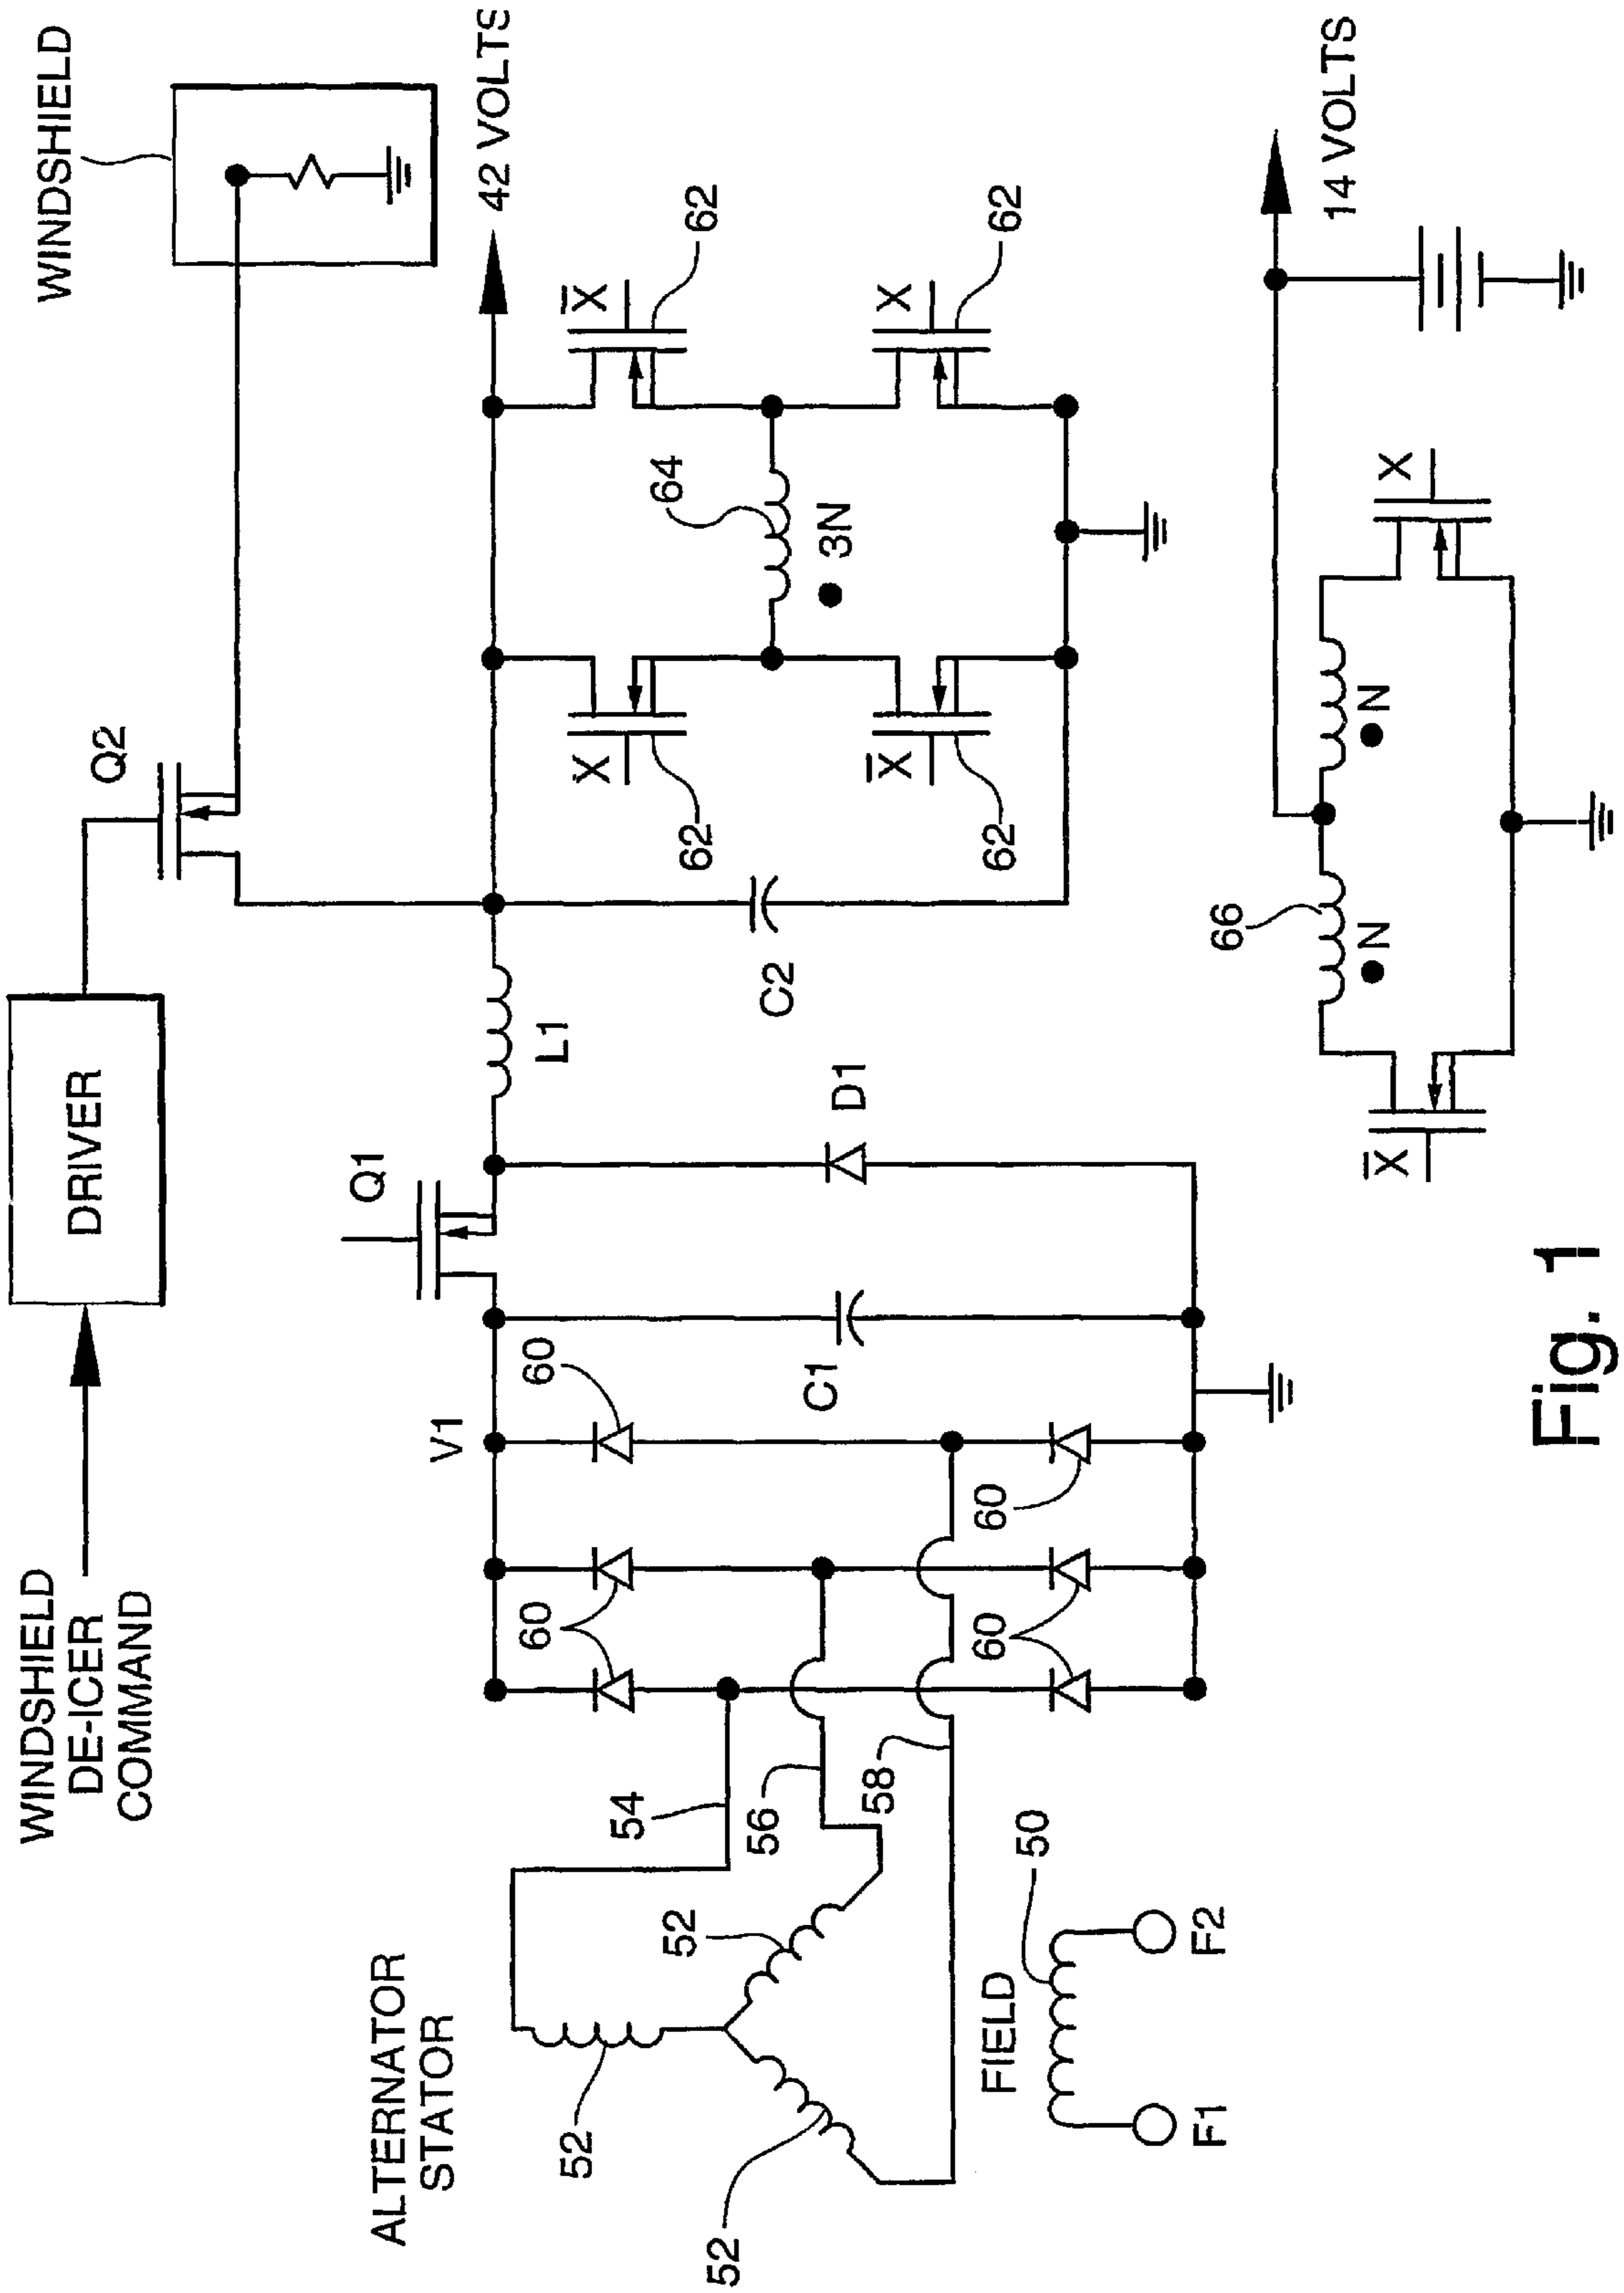 WINDSHIELD
DE-ICER
COMMAND
DRIVER
Q2
WINDSHIELD
ALTERNATOR
STATOR
52
52
52
54
56
58
FIELD
50
F1
F2
V1
60
60
60
60
C1
Q1
D1
L1
C2
42 VOLTS
X
62
X̅
62
X̅
62
X
62
64
3N
66
N
N
X̅
X
14 VOLTS
Fig. 1